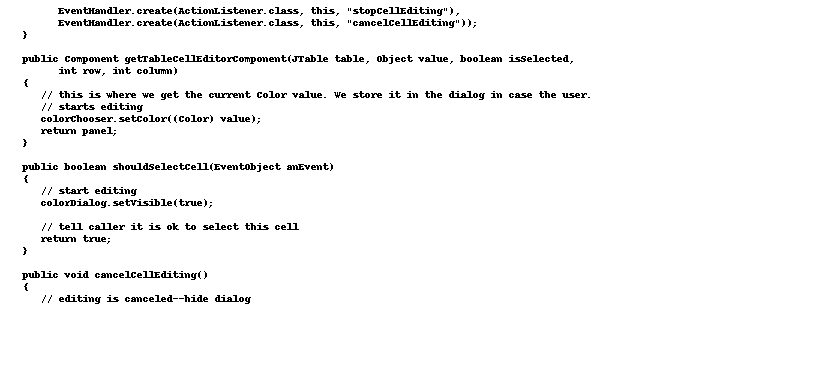 EventHandler.create(ActionListener.class, this, "stopCellEditing"),
EventHandler.create(ActionListener.class, this, "cancelCellEditing"));
}
public Component getTableCellEditorComponent(JTable table, Object value, boolean isSelected,
int row, int column)
{
// this is where we get the current Color value. We store it in the dialog in case the user.
// starts editing
colorChooser.setColor((Color) value);
return panel;
}
public boolean shouldSelectCell(EventObject anEvent)
{
// start editing
colorDialog.setVisible(true);
// tell caller it is ok to select this cell
return true;
}
public void cancelCellEditing()
{
// editing is canceled--hide dialog